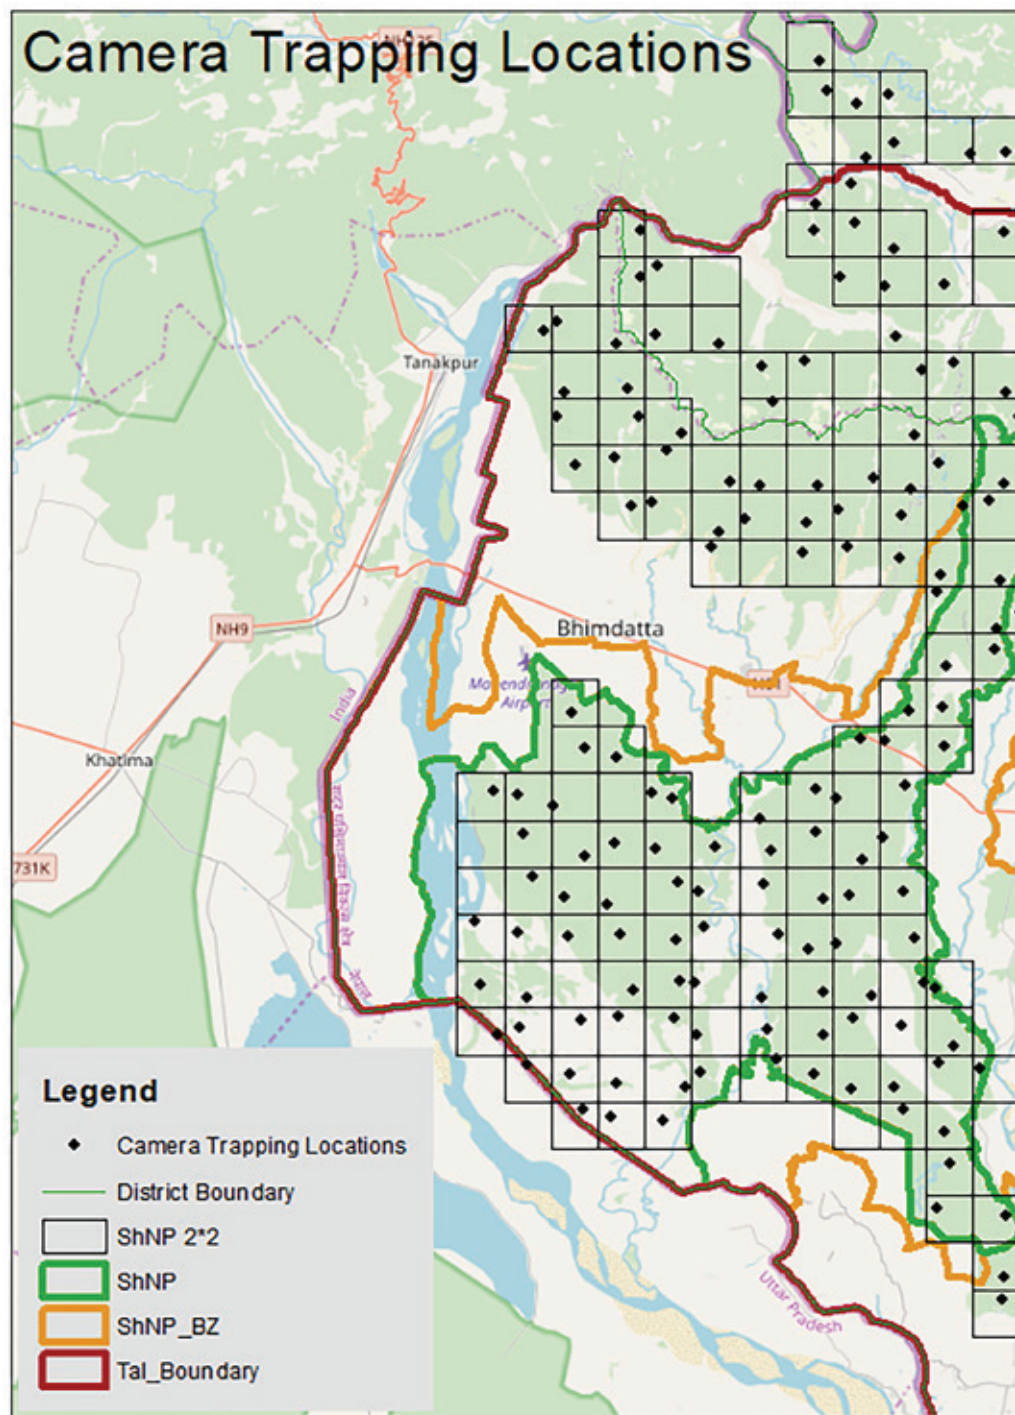 Camera Trapping Locations
Tanakpur
NH9
Bhimdatta
Airport
India
Khatima
731K
नेपाल
Uttar Pradesh
Legend
Camera Trapping Locations
District Boundary
ShNP 2*2
ShNP
ShNP_BZ
Tal_Boundary